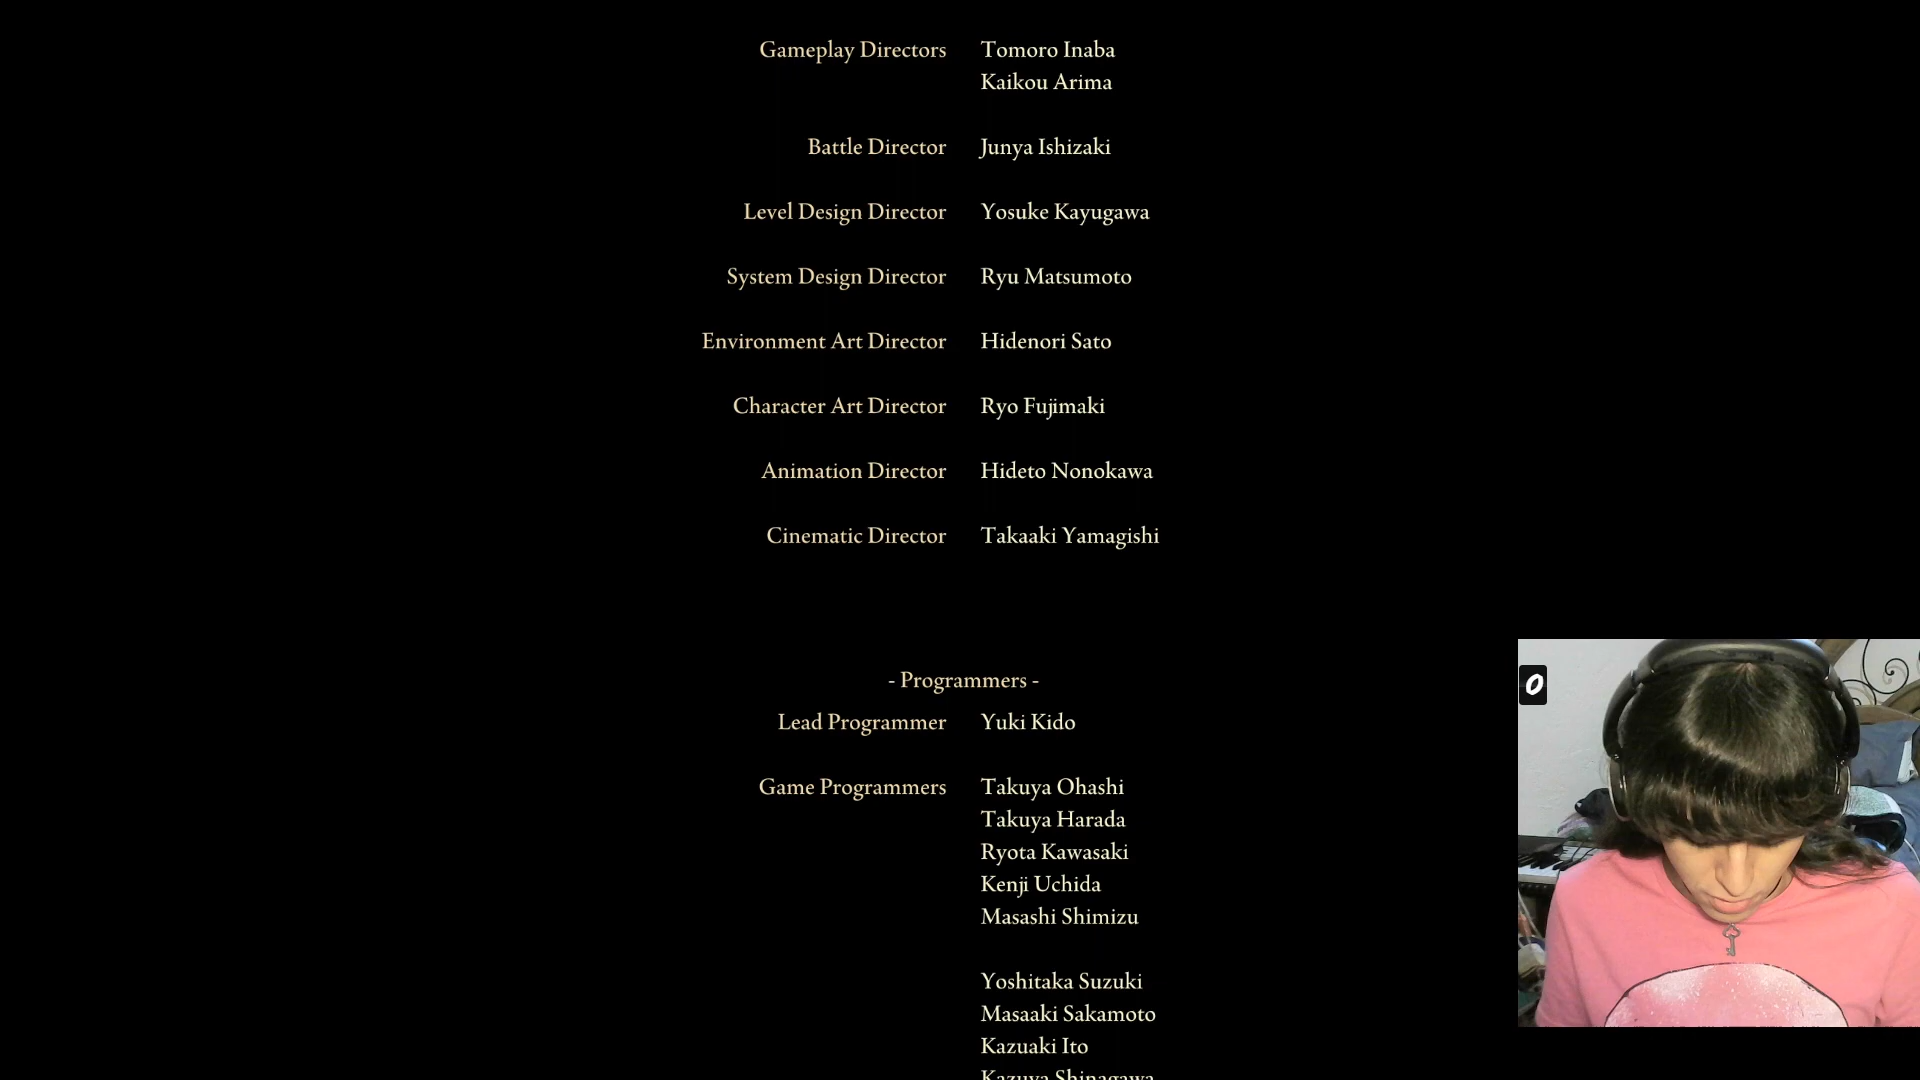 Gameplay Directors Tomoro Inaba
Kaikou Arima
Battle Director Junya Ishizaki
Level Design Director Yosuke Kayugawa
System Design Director Ryu Matsumoto
Environment Art Director Hidenori Sato
Character Art Director Ryo Fujimaki
Animation Director Hideto Nonokawa
Cinematic Director Takaaki Yamagishi
- Programmers -
Lead Programmer Yuki Kido
Game Programmers Takuya Ohashi
Takuya Harada
Ryota Kawasaki
Kenji Uchida
Masashi Shimizu
Yoshitaka Suzuki
Masaaki Sakamoto
Kazuaki Ito
Kazuya Shinagawa
0